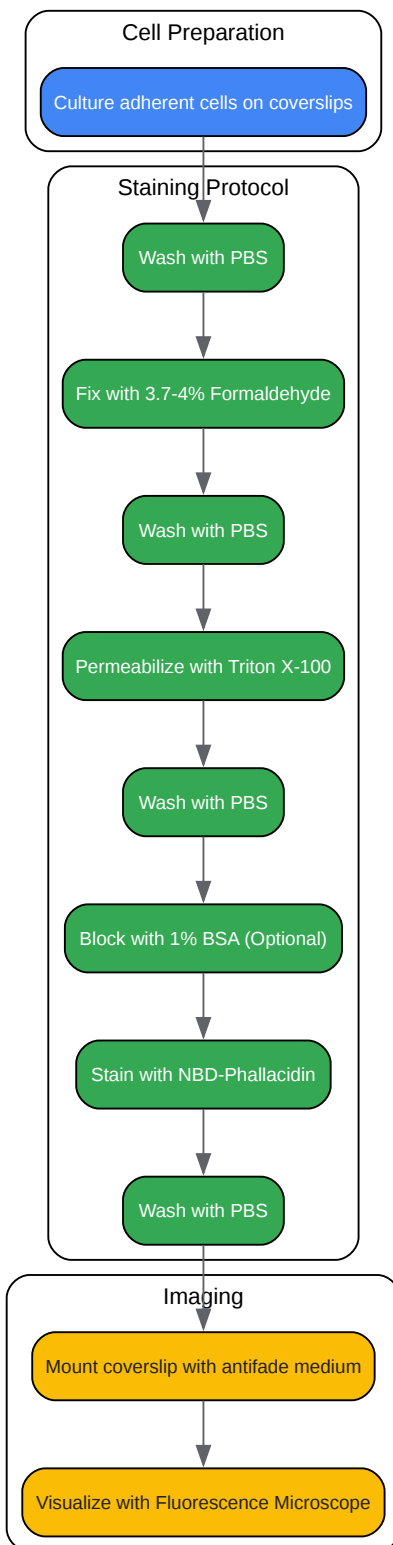 Cell Preparation
Culture adherent cells on coverslips
Staining Protocol
Wash with PBS
Fix with 3.7-4% Formaldehyde
Wash with PBS
Permeabilize with Triton X-100
Wash with PBS
Block with 1% BSA (Optional)
Stain with NBD-Phallacidin
Wash with PBS
Imaging
Mount coverslip with antifade medium
Visualize with Fluorescence Microscope